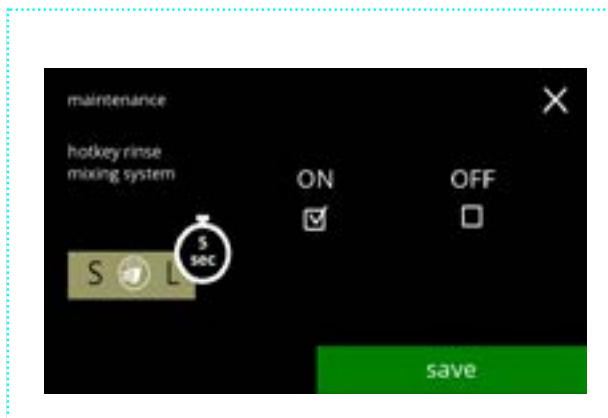 maintenance
hotkey rinse
mixing system
ON
OFF
5
sec
S L
save